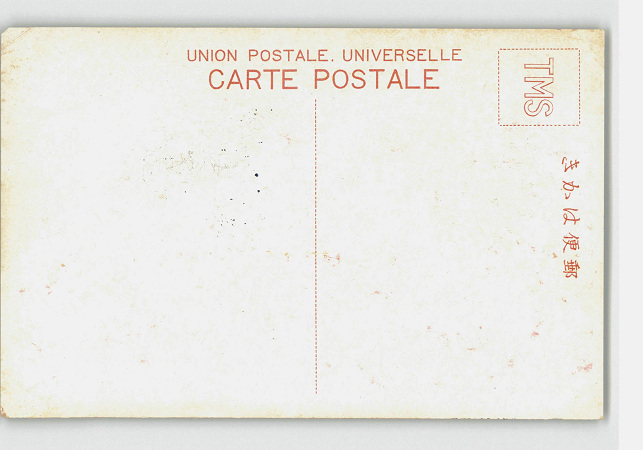 UNION POSTALE. UNIVERSELLE
CARTE POSTALE
TMS
きかは便郵